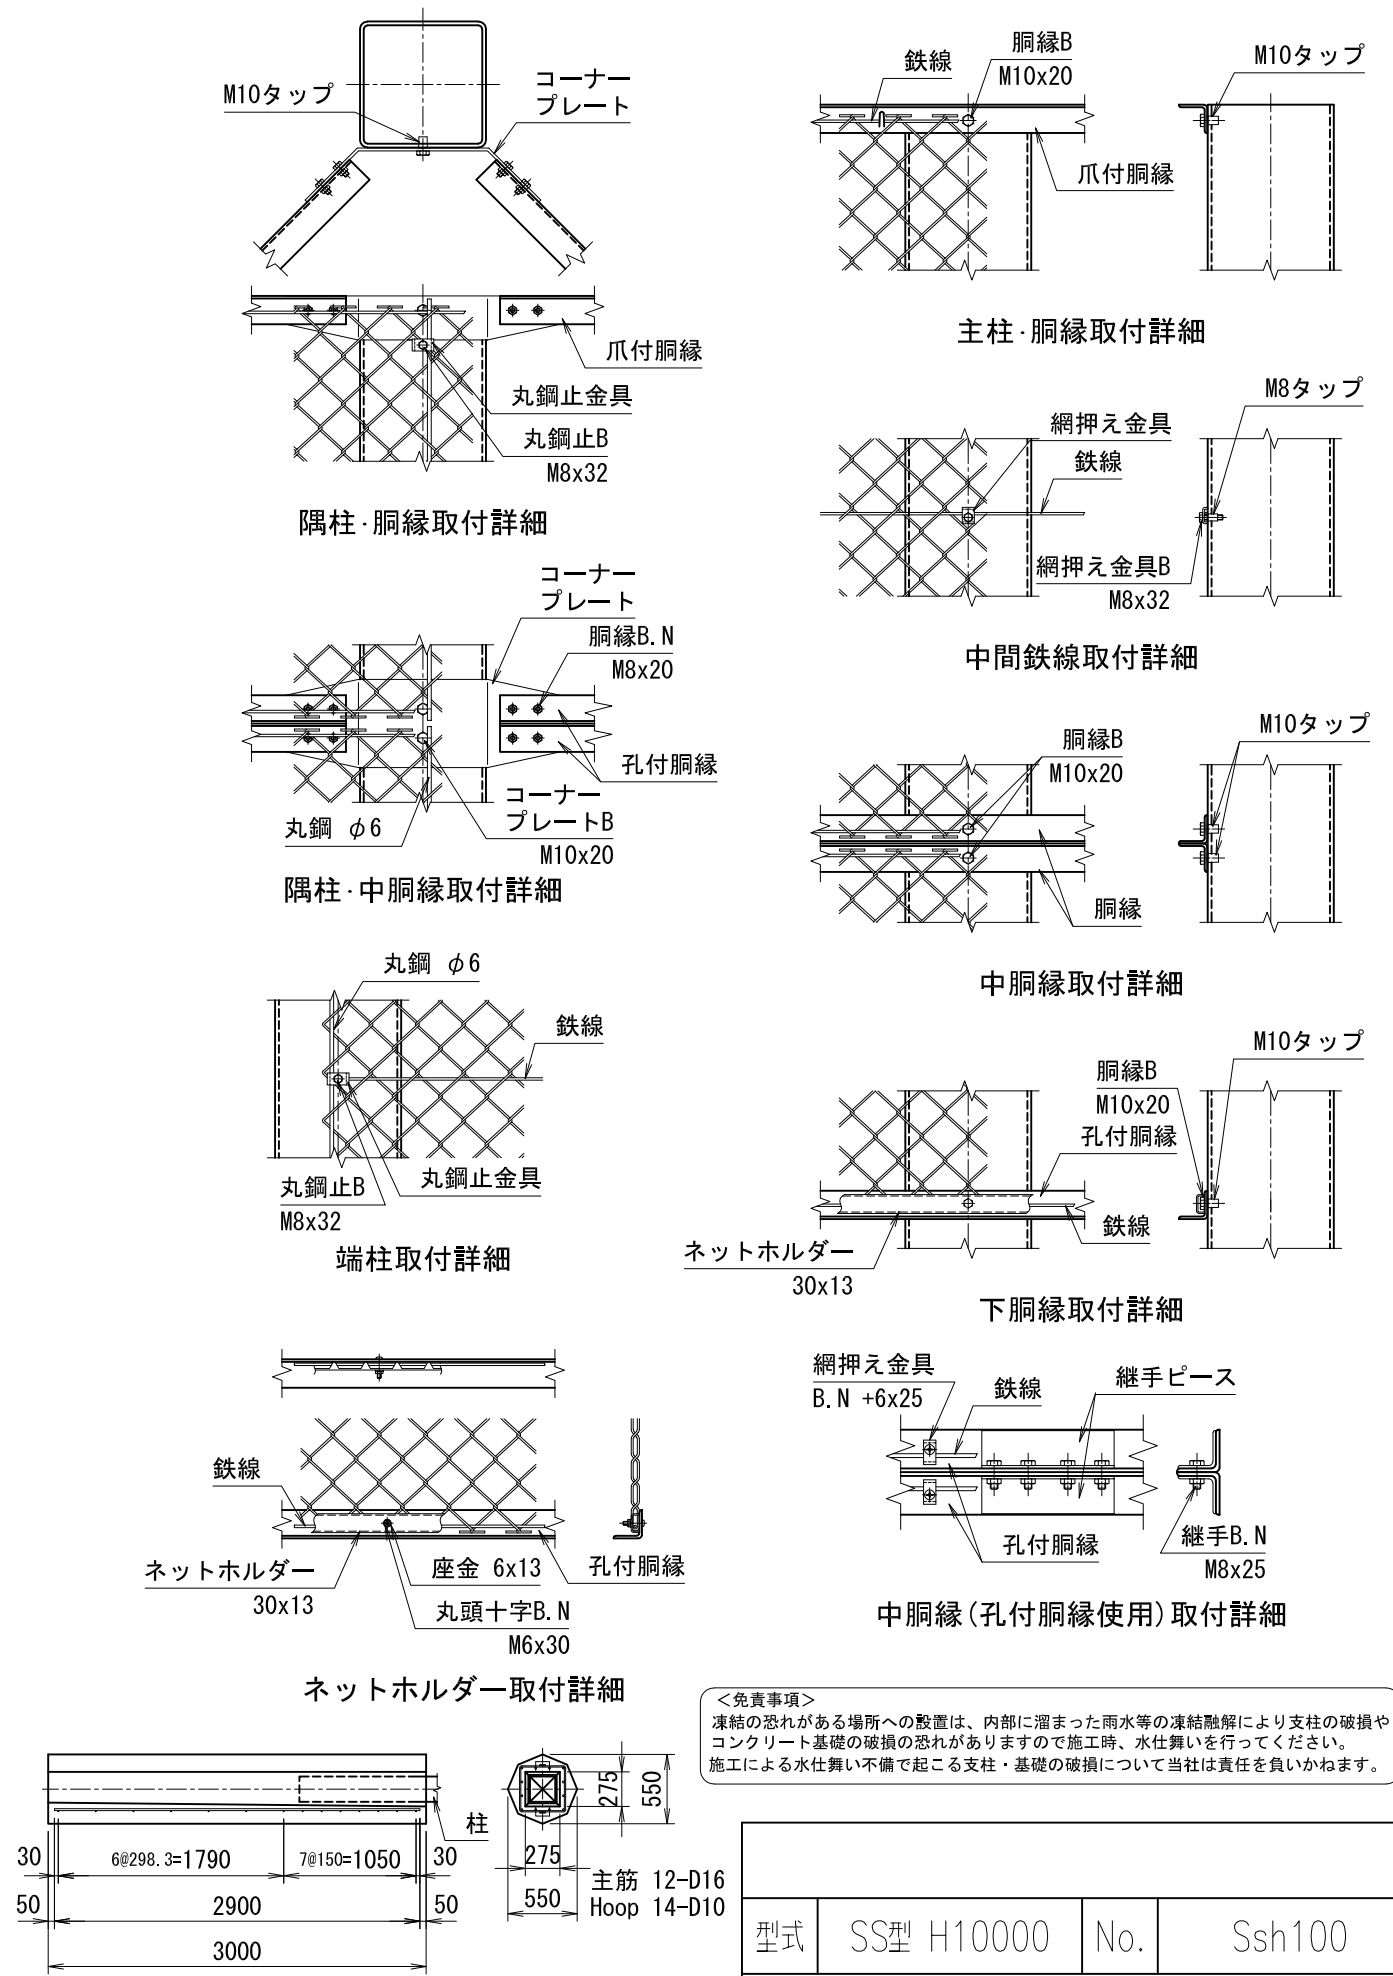 M10タップ
コーナー
プレート
爪付胴縁
丸鋼止金具
丸鋼止B
M8x32
隅柱・胴縁取付詳細
コーナー
プレート
胴縁B.N
M8x20
孔付胴縁
コーナー
プレートB
M10x20
丸鋼 φ6
隅柱・中胴縁取付詳細
丸鋼 φ6
鉄線
丸鋼止金具
丸鋼止B
M8x32
端柱取付詳細
鉄線
ネットホルダー
30x13
座金 6x13
孔付胴縁
丸頭十字B.N
M6x30
ネットホルダー取付詳細
鉄線
胴縁B
M10x20
M10タップ
爪付胴縁
主柱・胴縁取付詳細
M8タップ
網押え金具
鉄線
網押え金具B
M8x32
中間鉄線取付詳細
M10タップ
胴縁B
M10x20
胴縁
中胴縁取付詳細
M10タップ
胴縁B
M10x20
孔付胴縁
鉄線
ネットホルダー
30x13
下胴縁取付詳細
網押え金具
B.N +6x25
鉄線
継手ピース
孔付胴縁
継手B.N
M8x25
中胴縁(孔付胴縁使用)取付詳細
＜免責事項＞
凍結の恐れがある場所への設置は、内部に溜まった雨水等の凍結融解により支柱の破損や
コンクリート基礎の破損の恐れがありますので施工時、水仕舞いを行ってください。
施工による水仕舞い不備で起こる支柱・基礎の破損について当社は責任を負いかねます。
柱
30 6@298.3=1790 7@150=1050 30
50 2900 50
3000
275
550
275
550
主筋 12-D16
Hoop 14-D10
型式 SS型 H10000 No. Ssh100